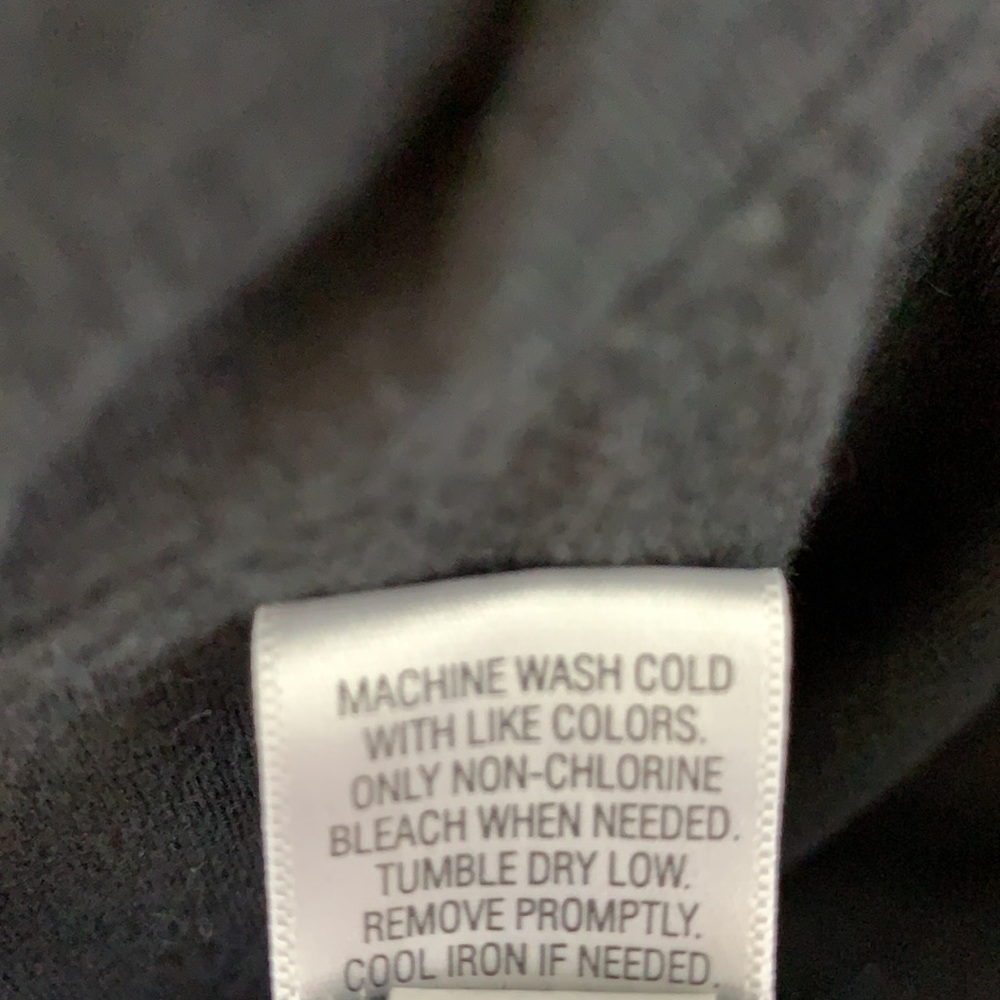 MACHINE WASH COLD
WITH LIKE COLORS.
ONLY NON-CHLORINE
BLEACH WHEN NEEDED.
TUMBLE DRY LOW.
REMOVE PROMPTLY.
COOL IRON IF NEEDED.